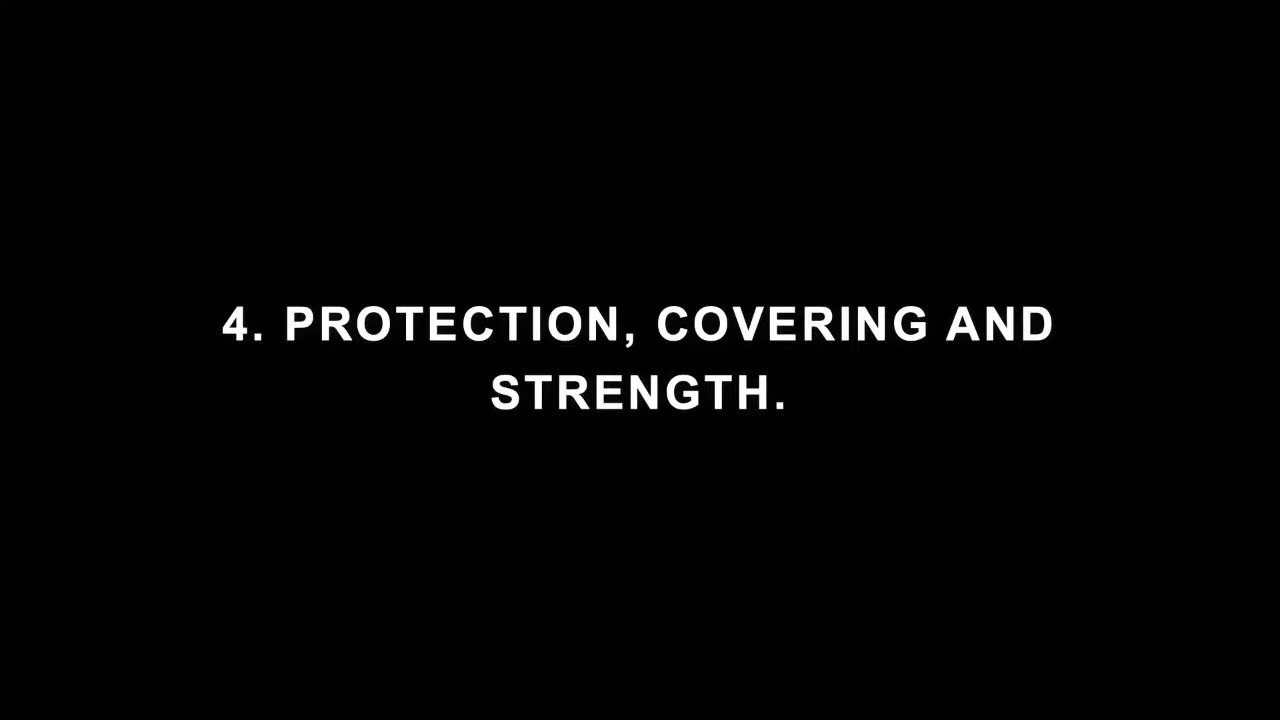 4. PROTECTION, COVERING AND
STRENGTH.